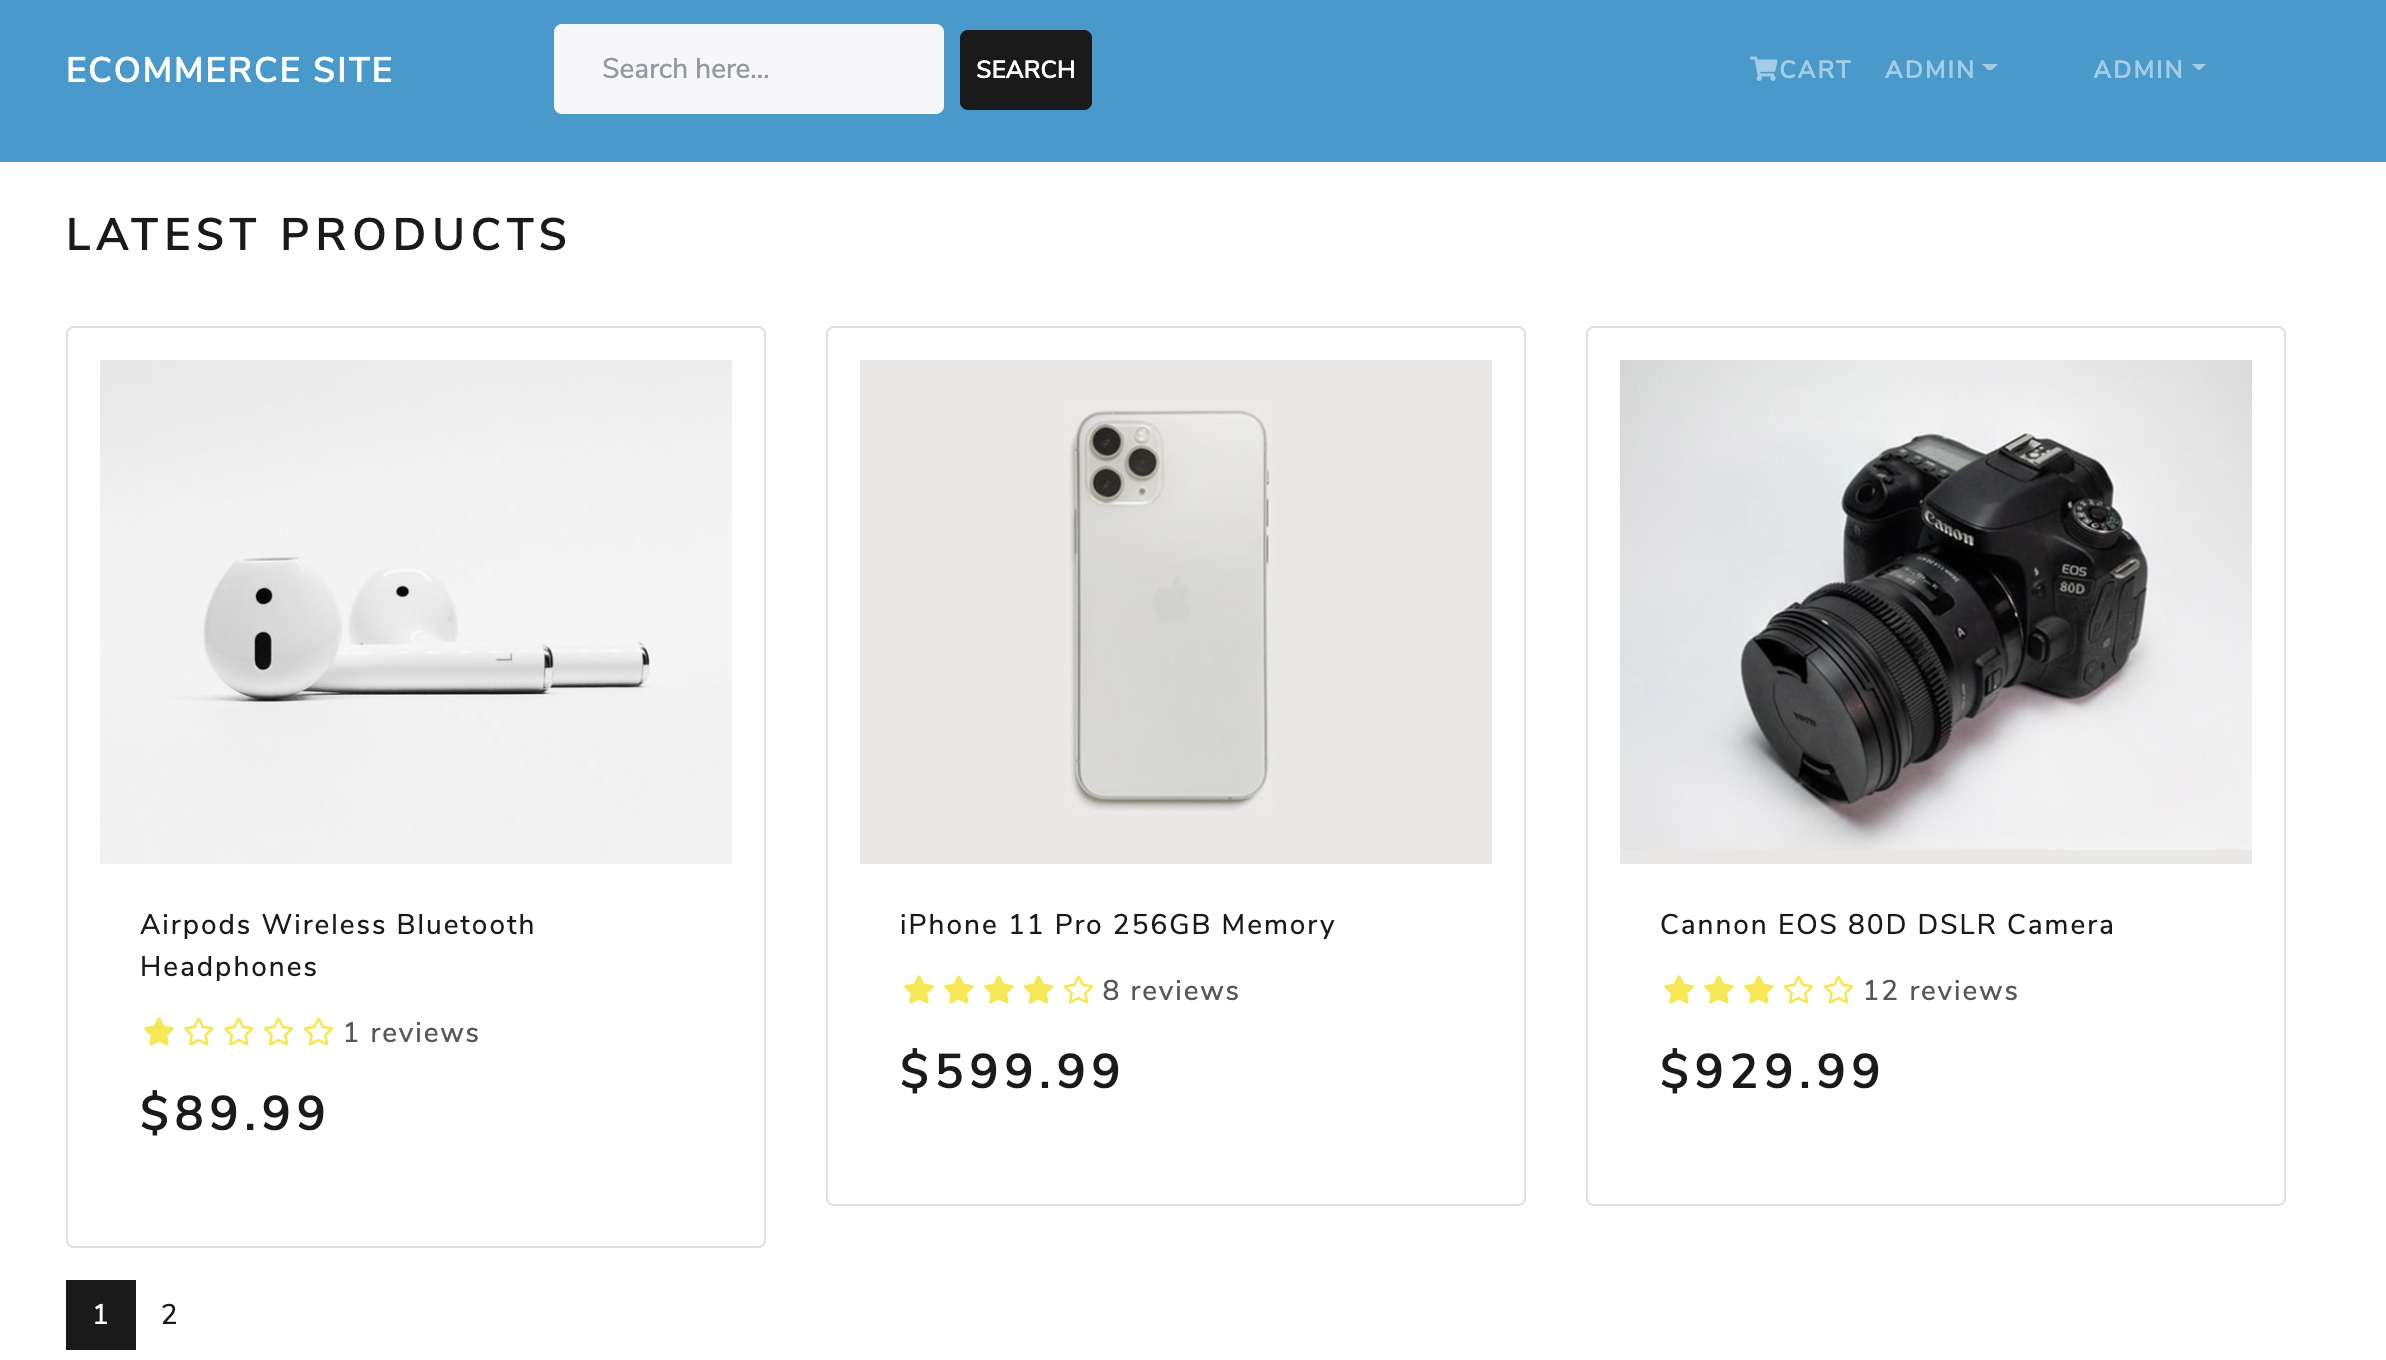 ECOMMERCE SITE
Search here...
SEARCH
CART
ADMIN
ADMIN
LATEST PRODUCTS
Canon
EOS
80D
Airpods Wireless Bluetooth
Headphones
1 reviews
$89.99
iPhone 11 Pro 256GB Memory
8 reviews
$599.99
Cannon EOS 80D DSLR Camera
12 reviews
$929.99
1 2